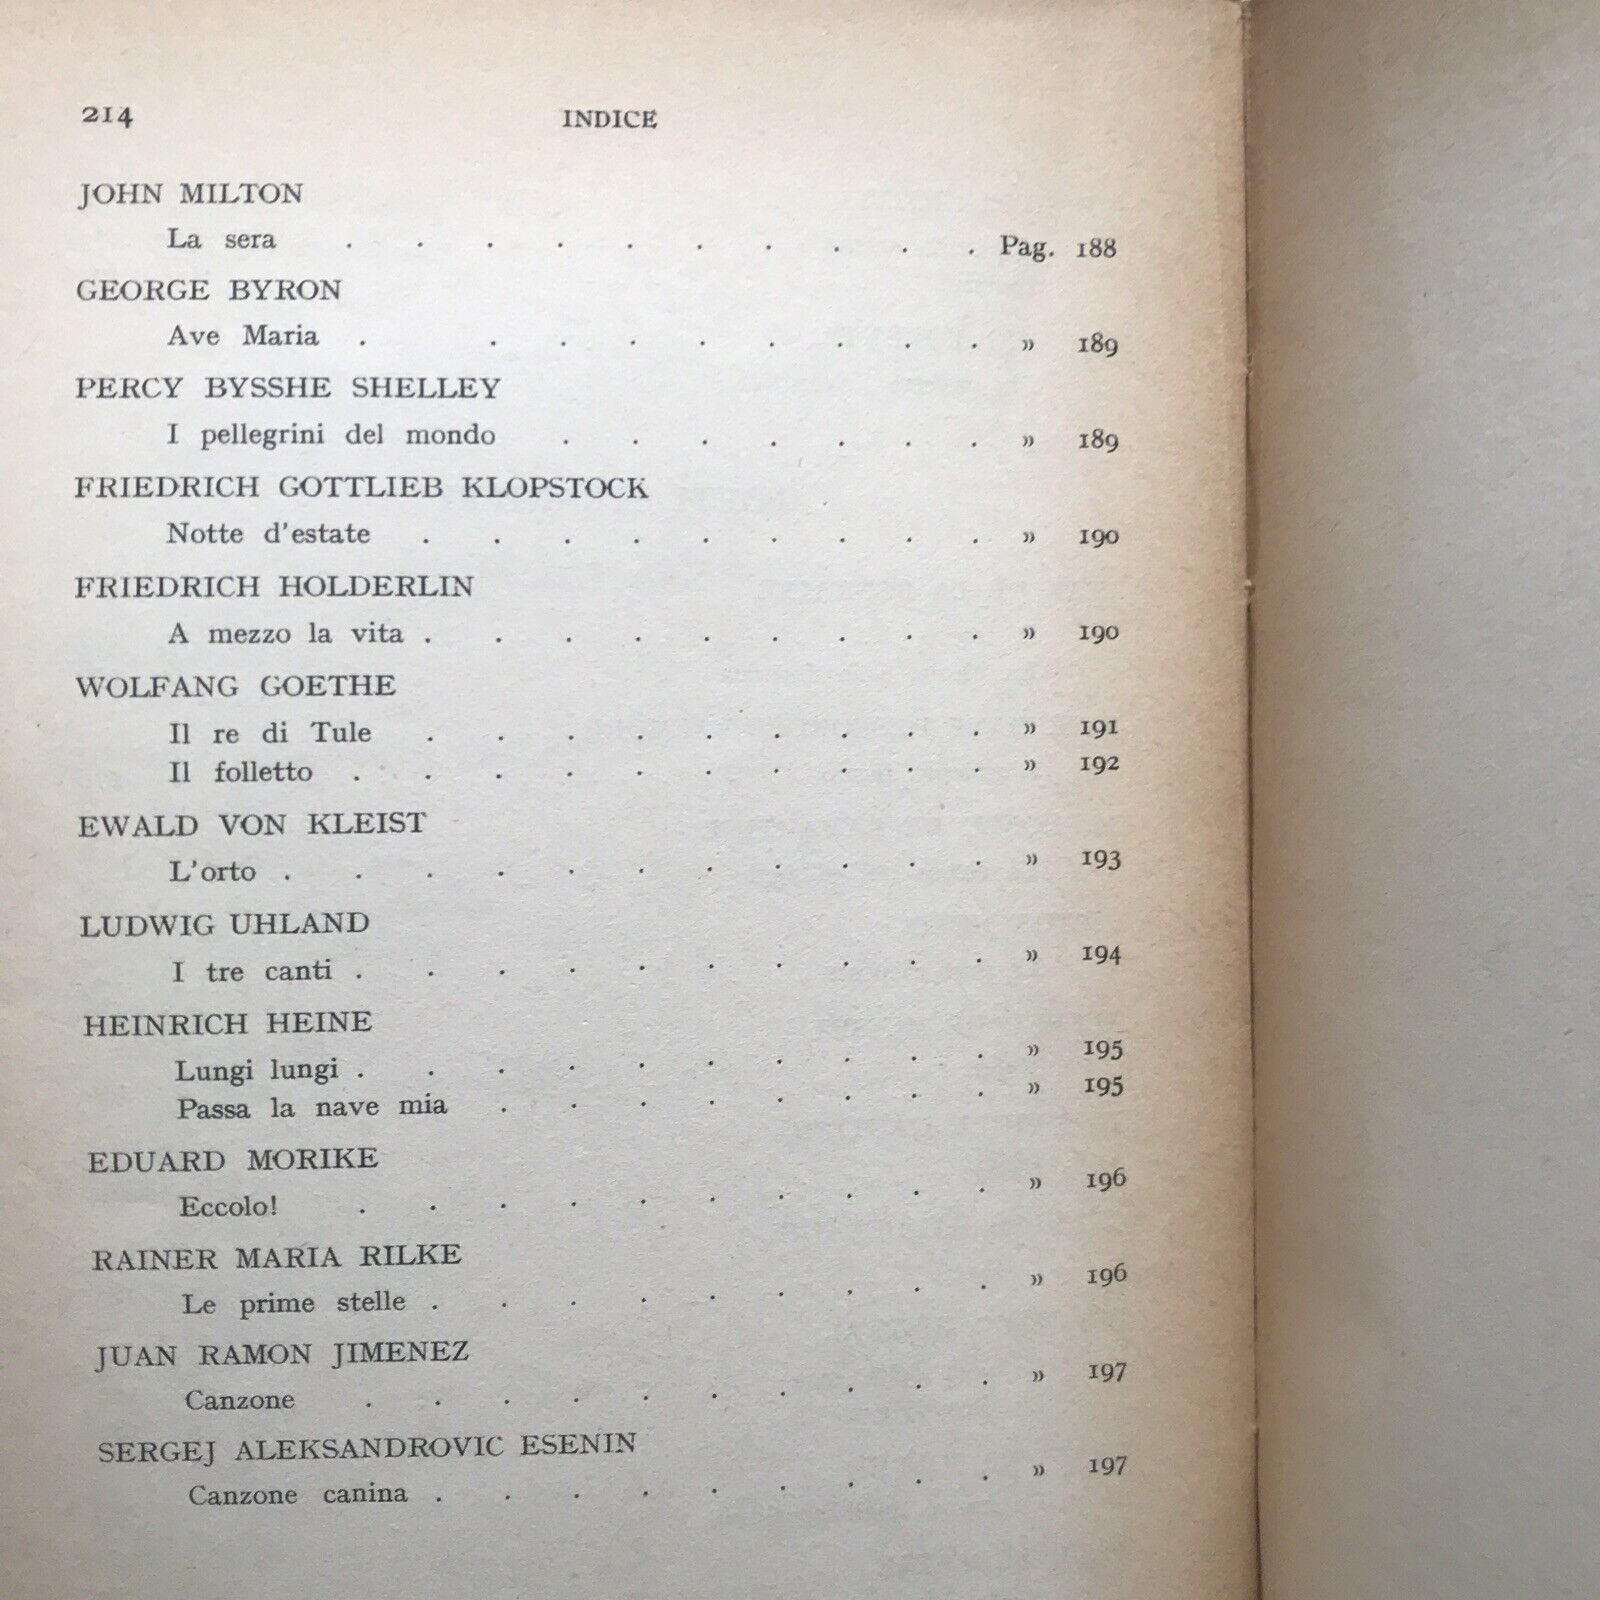 214 INDICE
JOHN MILTON
La sera . . . . . . . . . . Pag. 188
GEORGE BYRON
Ave Maria . . . . . . . . . » 189
PERCY BYSSHE SHELLEY
I pellegrini del mondo . . . . . . . » 189
FRIEDRICH GOTTLIEB KLOPSTOCK
Notte d'estate . . . . . . . . . » 190
FRIEDRICH HOLDERLIN
A mezzo la vita . . . . . . . . . » 190
WOLFANG GOETHE
Il re di Tule . . . . . . . . . » 191
Il folletto . . . . . . . . . . » 192
EWALD VON KLEIST
L'orto . . . . . . . . . . . » 193
LUDWIG UHLAND
I tre canti . . . . . . . . . . » 194
HEINRICH HEINE
Lungi lungi . . . . . . . . . . » 195
Passa la nave mia . . . . . . . . » 195
EDUARD MORIKE
Eccolo! . . . . . . . . . . » 196
RAINER MARIA RILKE
Le prime stelle . . . . . . . . . » 196
JUAN RAMON JIMENEZ
Canzone . . . . . . . . . . » 197
SERGEJ ALEKSANDROVIC ESENIN
Canzone canina . . . . . . . . . » 197